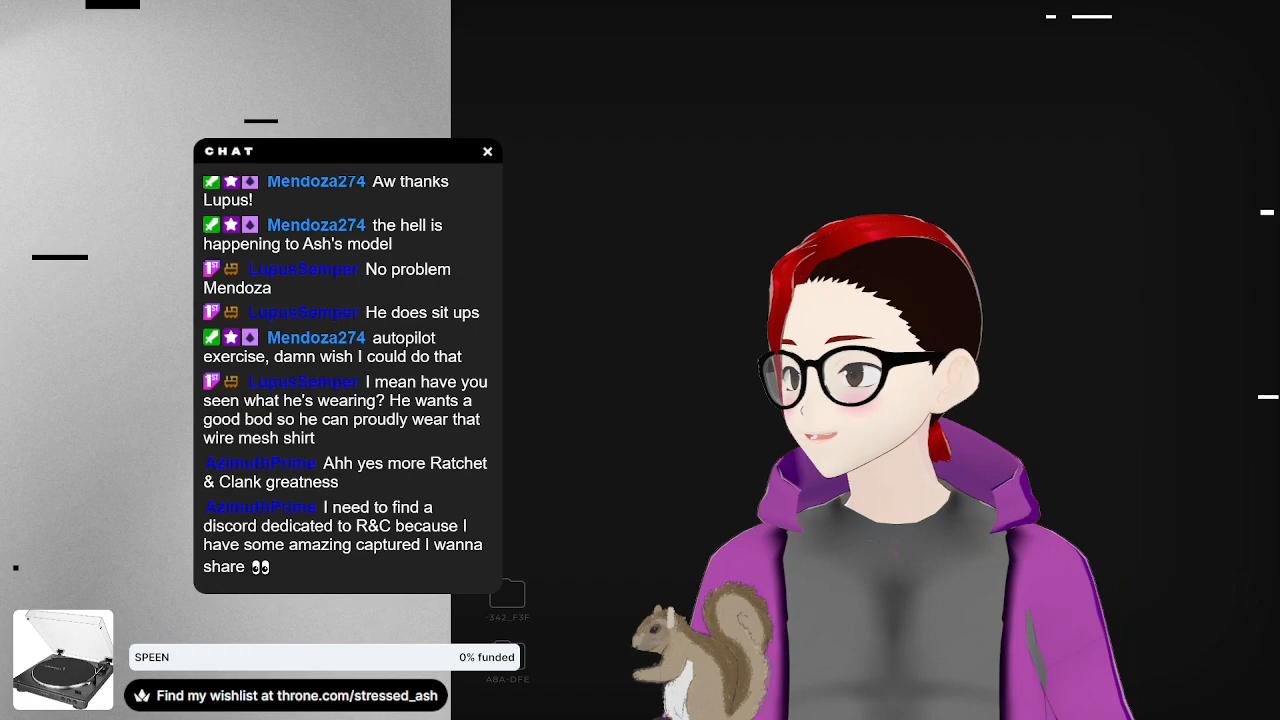 CHAT
Mendoza274 Aw thanks
Lupus!
Mendoza274 the hell is
happening to Ash's model
LupusSemper No problem
Mendoza
LupusSemper He does sit ups
Mendoza274 autopilot
exercise, damn wish I could do that
LupusSemper I mean have you
seen what he's wearing? He wants a
good bod so he can proudly wear that
wire mesh shirt
AzimuthPrime Ahh yes more Ratchet
& Clank greatness
AzimuthPrime I need to find a
discord dedicated to R&C because I
have some amazing captured I wanna
share 👀
-342_F3F
A8A-DFE
SPEEN 0% funded
Find my wishlist at throne.com/stressed_ash